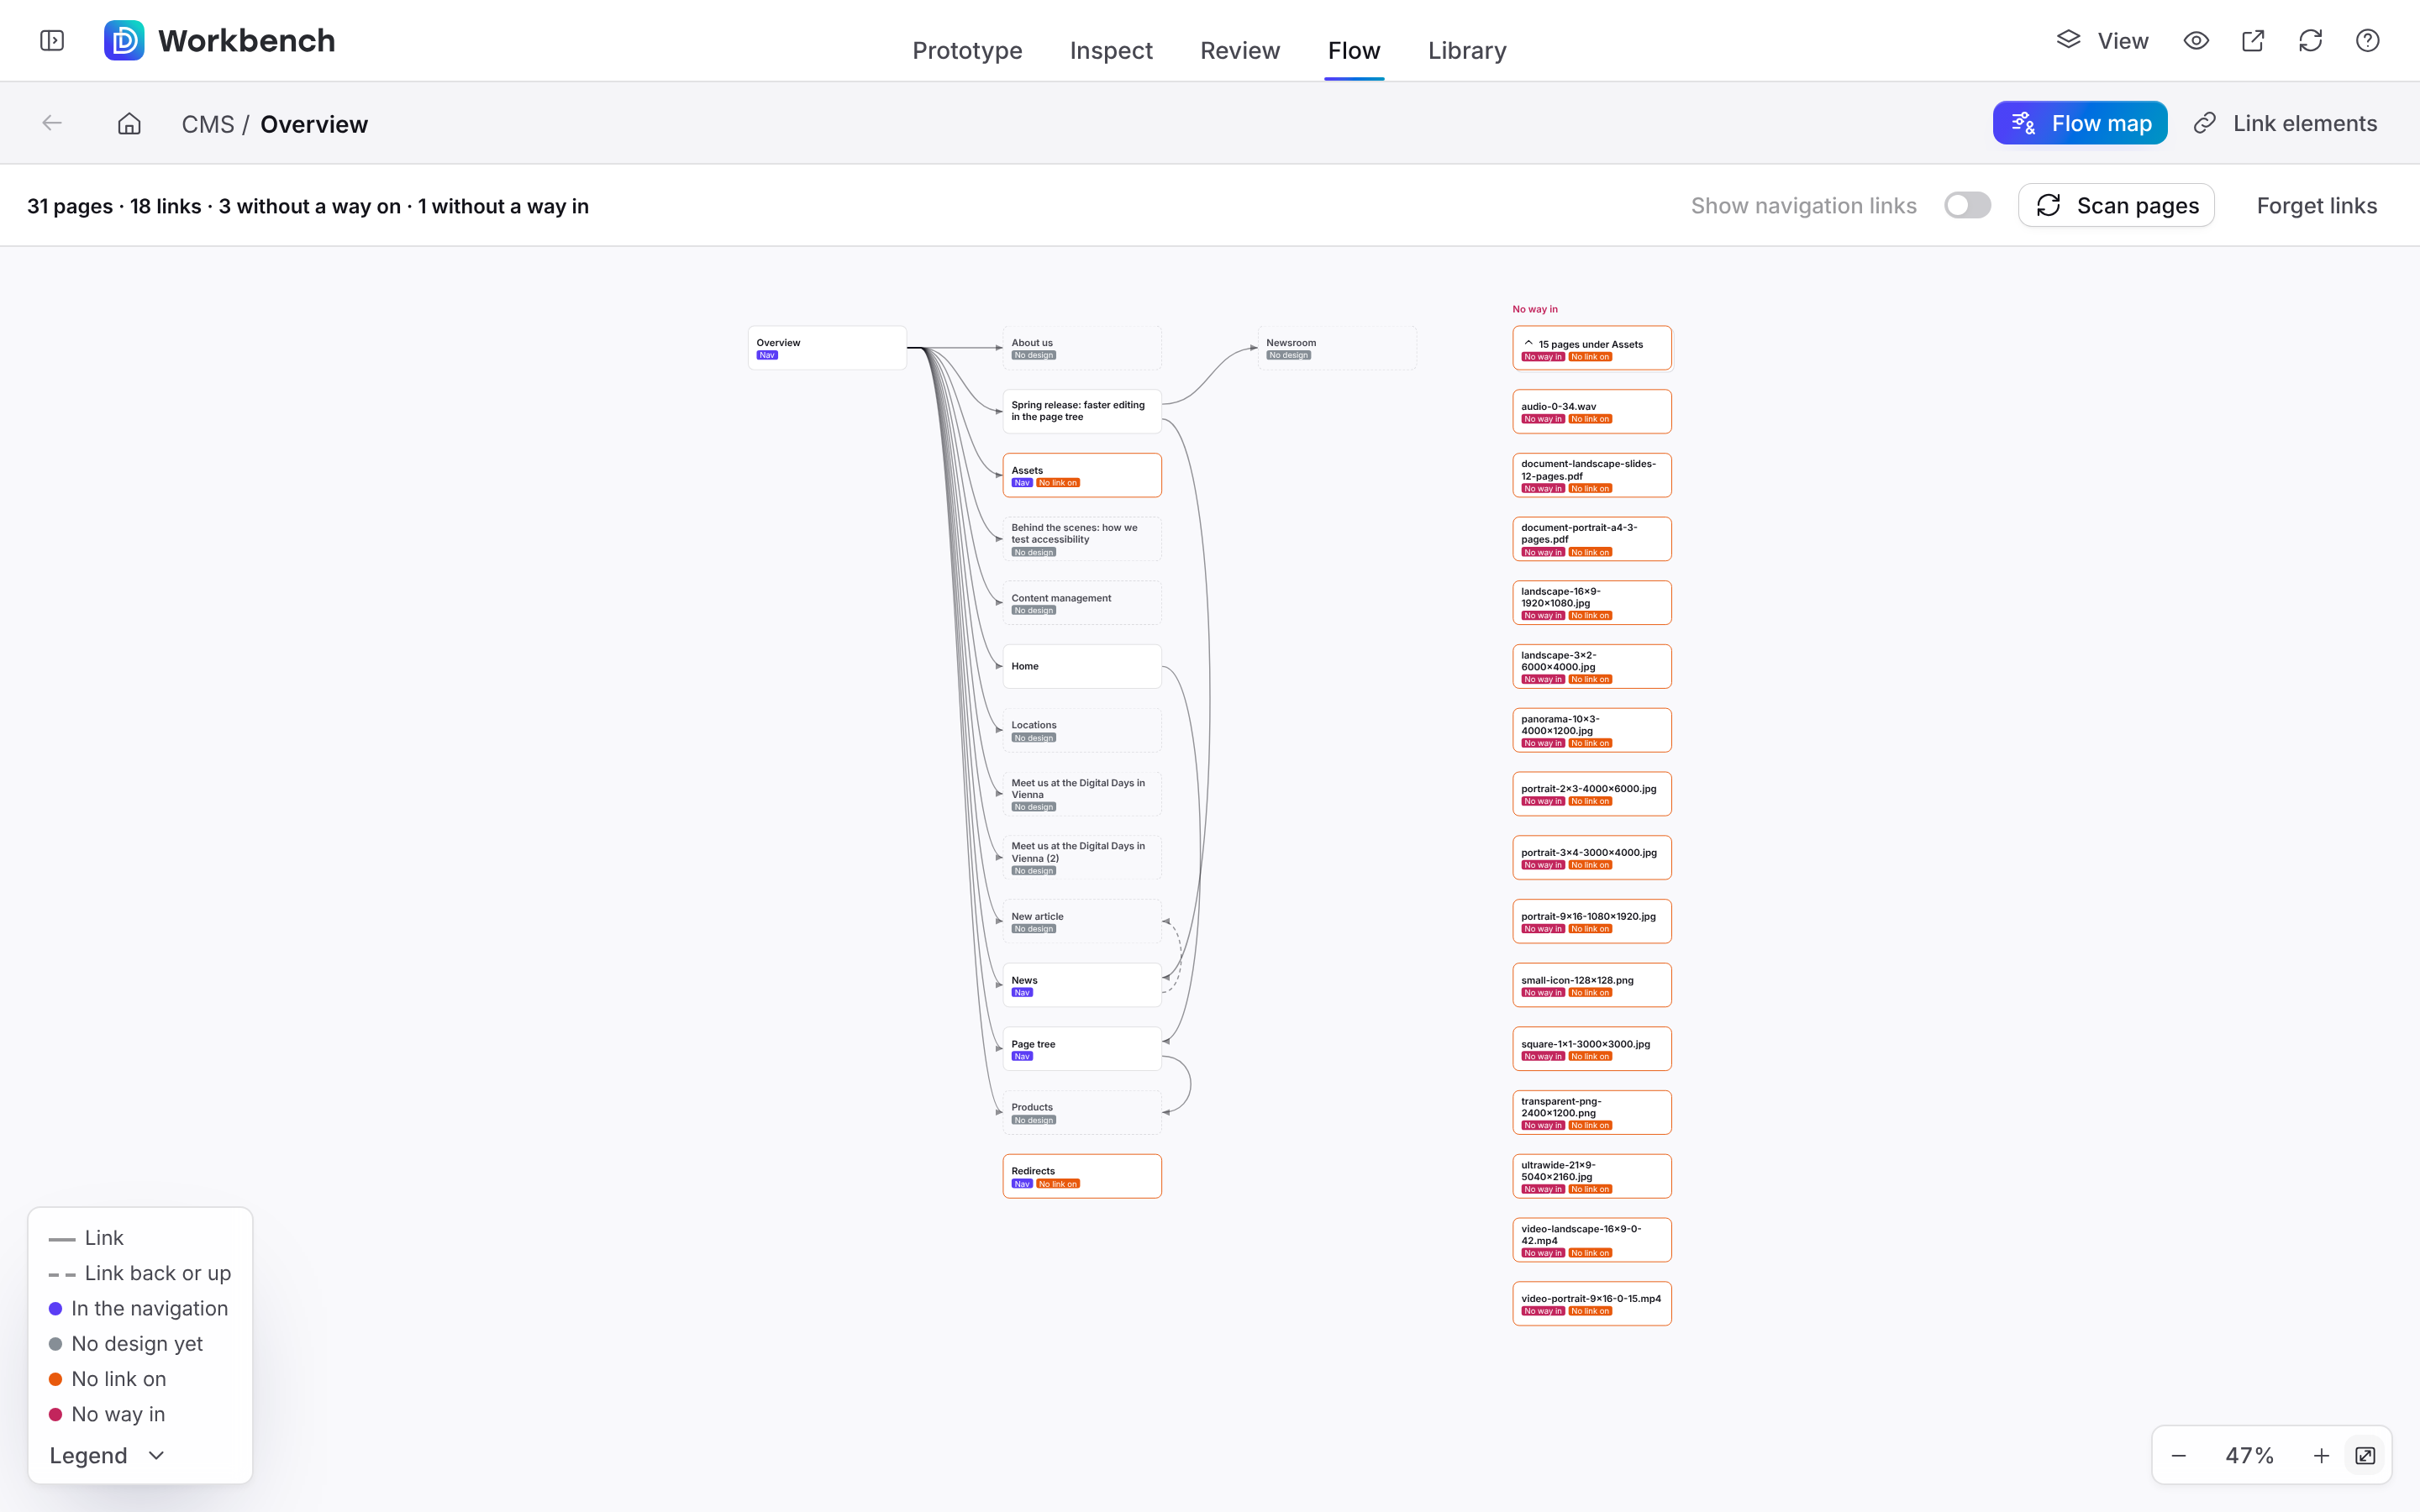 Workbench
Prototype
Inspect
Review
Flow
Library
View
CMS / Overview
Flow map
Link elements
31 pages · 18 links · 3 without a way on · 1 without a way in
Show navigation links
Scan pages
Forget links
Overview
Nav
About us
No design
Spring release: faster editing
in the page tree
Assets
Nav No link on
Behind the scenes: how we
test accessibility
No design
Content management
No design
Home
Locations
No design
Meet us at the Digital Days in
Vienna
No design
Meet us at the Digital Days in
Vienna (2)
No design
New article
No design
News
Nav
Page tree
Nav
Products
No design
Redirects
Nav No link on
Newsroom
No design
No way in
15 pages under Assets
No way in No link on
audio-0-34.wav
No way in No link on
document-landscape-slides-
12-pages.pdf
No way in No link on
document-portrait-a4-3-
pages.pdf
No way in No link on
landscape-16×9-
1920×1080.jpg
No way in No link on
landscape-3×2-
6000×4000.jpg
No way in No link on
panorama-10×3-
4000×1200.jpg
No way in No link on
portrait-2×3-4000×6000.jpg
No way in No link on
portrait-3×4-3000×4000.jpg
No way in No link on
portrait-9×16-1080×1920.jpg
No way in No link on
small-icon-128×128.png
No way in No link on
square-1×1-3000×3000.jpg
No way in No link on
transparent-png-
2400×1200.png
No way in No link on
ultrawide-21×9-
5040×2160.jpg
No way in No link on
video-landscape-16×9-0-
42.mp4
No way in No link on
video-portrait-9×16-0-15.mp4
No way in No link on
Link
Link back or up
In the navigation
No design yet
No link on
No way in
Legend
47%